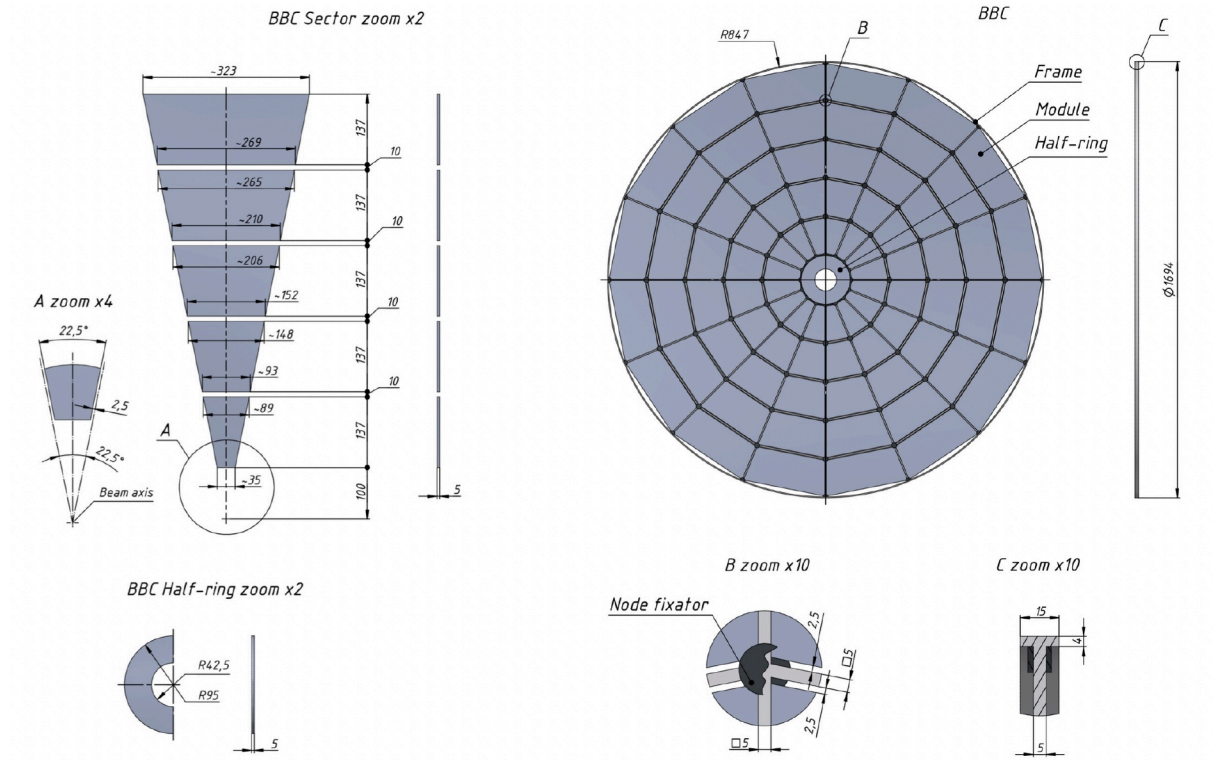 BBC Sector zoom x2
~323
137
~269
10
~265
137
~210
10
~206
137
~152
10
~148
137
~93
10
~89
137
~35
100
5
A
A zoom x4
22,5°
2,5
22,5°
Beam axis
BBC Half-ring zoom x2
R42,5
R95
5
BBC
R847
B
C
Frame
Module
Half-ring
Ø1694
B zoom x10
Node fixator
2,5
□5
2,5
□5
C zoom x10
15
4
5